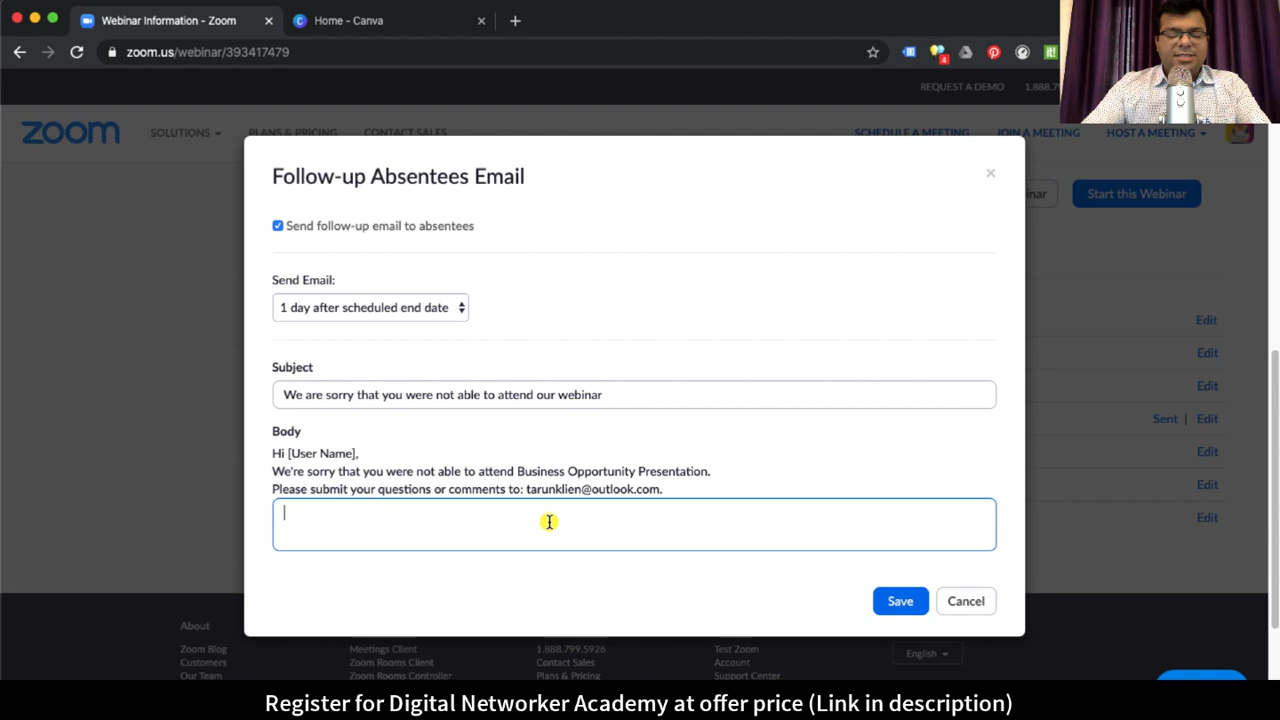 Webinar Information - Zoom
Home - Canva
zoom.us/webinar/393417479
4
it!
REQUEST A DEMO
zoom
SOLUTIONS
PLANS & PRICING
CONTACT SALES
SCHEDULE A MEETING
JOIN A MEETING
HOST A MEETING
Start this Webinar
Follow-up Absentees Email
×
Send follow-up email to absentees
Send Email:
1 day after scheduled end date
Edit
Edit
Subject
Edit
We are sorry that you were not able to attend our webinar
Sent | Edit
Body
Hi [User Name],
Edit
We're sorry that you were not able to attend Business Opportunity Presentation.
Please submit your questions or comments to: tarunklien@outlook.com.
Edit
Edit
Save
Cancel
About
Zoom Blog
Meetings Client
1.888.799.5926
Test Zoom
English
Customers
Zoom Rooms Client
Contact Sales
Account
Our Team
Zoom Rooms Controller
Plans & Pricing
Support Center
Register for Digital Networker Academy at offer price (Link in description)